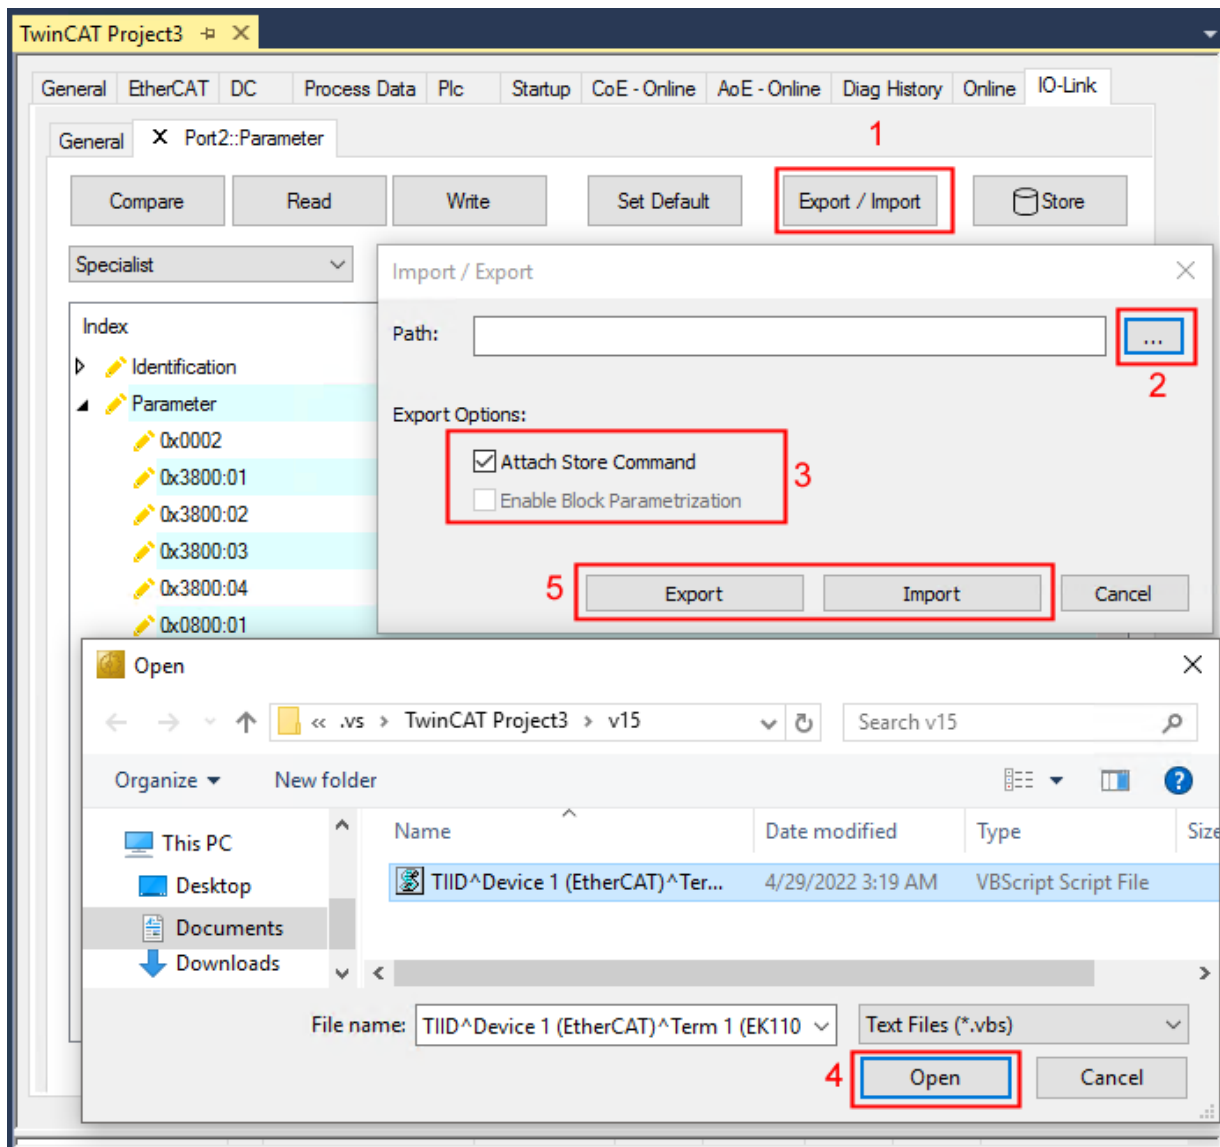 TwinCAT Project3
General EtherCAT DC Process Data Plc Startup CoE - Online AoE - Online Diag History Online IO-Link
General X Port2::Parameter
1
Compare Read Write Set Default Export / Import Store
Specialist
Import / Export
Index
Path:
...
2
Identification
Parameter
Export Options:
0x0002
Attach Store Command
3
0x3800:01
Enable Block Parametrization
0x3800:02
0x3800:03
0x3800:04
5 Export Import Cancel
0x0800:01
Open
« .vs > TwinCAT Project3 > v15
Search v15
Organize New folder
?
This PC
Name Date modified Type Size
Desktop
TIID^Device 1 (EtherCAT)^Ter... 4/29/2022 3:19 AM VBScript Script File
Documents
Downloads
File name: TIID^Device 1 (EtherCAT)^Term 1 (EK110 Text Files (*.vbs)
4 Open Cancel